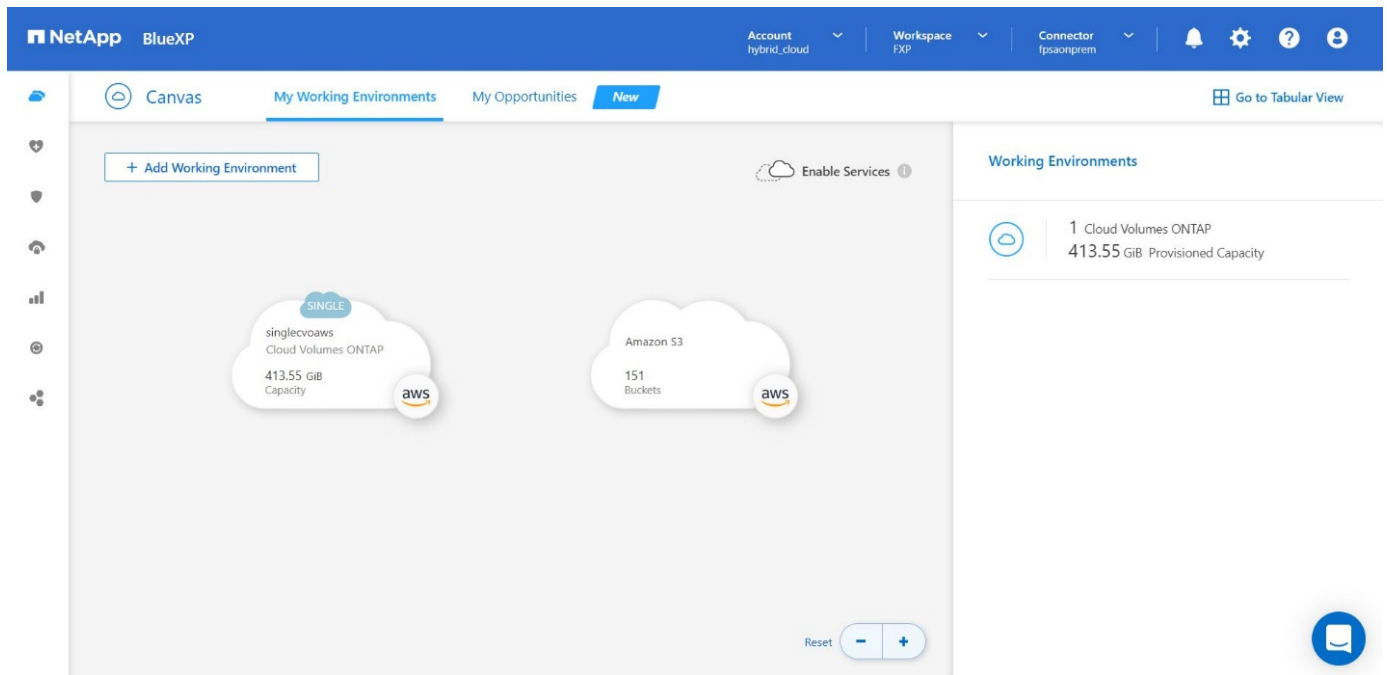 NetApp BlueXP
Account
hybrid_cloud
Workspace
FXP
Connector
fpsaonprem
Canvas
My Working Environments
My Opportunities
New
Go to Tabular View
+ Add Working Environment
Enable Services
Working Environments
1 Cloud Volumes ONTAP
413.55 GiB Provisioned Capacity
SINGLE
singlecvoaws
Cloud Volumes ONTAP
413.55 GiB
Capacity
aws
Amazon S3
151
Buckets
aws
Reset